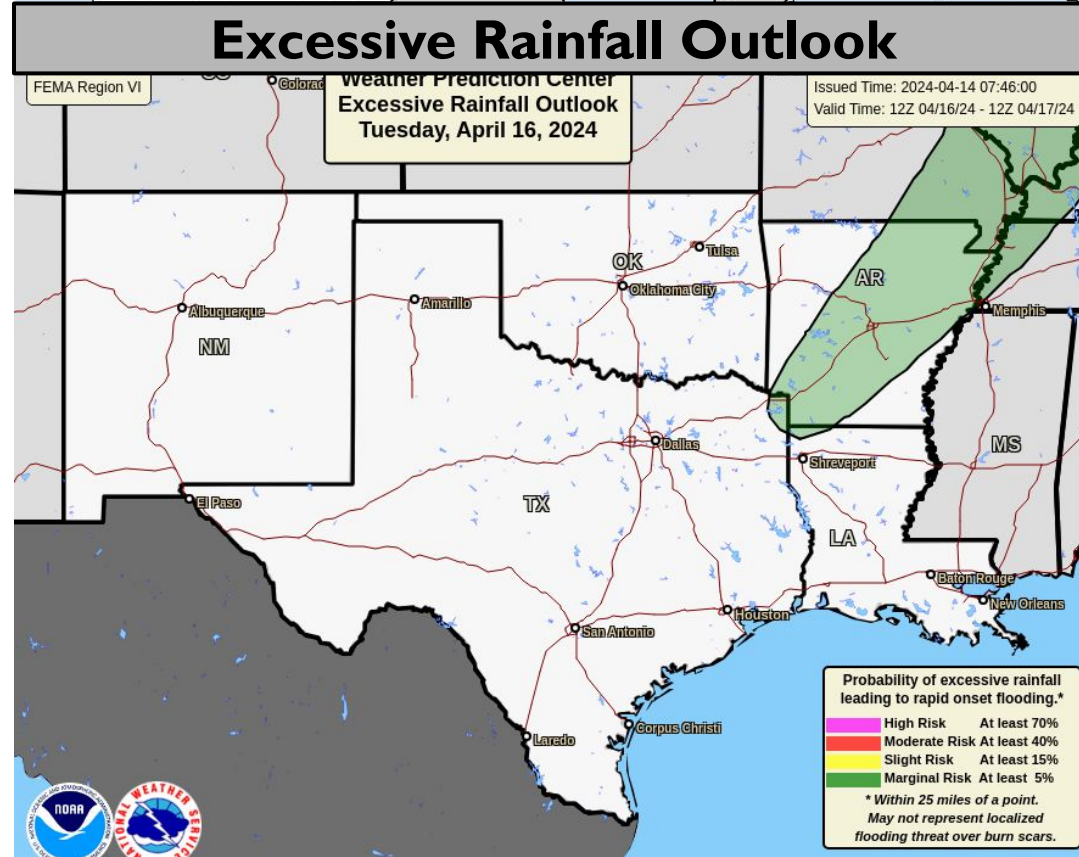 Excessive Rainfall Outlook
FEMA Region VI
Weather Prediction Center
Excessive Rainfall Outlook
Tuesday, April 16, 2024
Issued Time: 2024-04-14 07:46:00
Valid Time: 12Z 04/16/24 - 12Z 04/17/24
Tulsa
OK
Oklahoma City
AR
Amarillo
Albuquerque
Memphis
NM
Dallas
MS
Shreveport
El Paso
TX
LA
Baton Rouge
New Orleans
Houston
San Antonio
Corpus Christi
Laredo
Probability of excessive rainfall
leading to rapid onset flooding.*
High Risk At least 70%
Moderate Risk At least 40%
Slight Risk At least 15%
Marginal Risk At least 5%
* Within 25 miles of a point.
May not represent localized
flooding threat over burn scars.
NOAA
NATIONAL WEATHER SERVICE